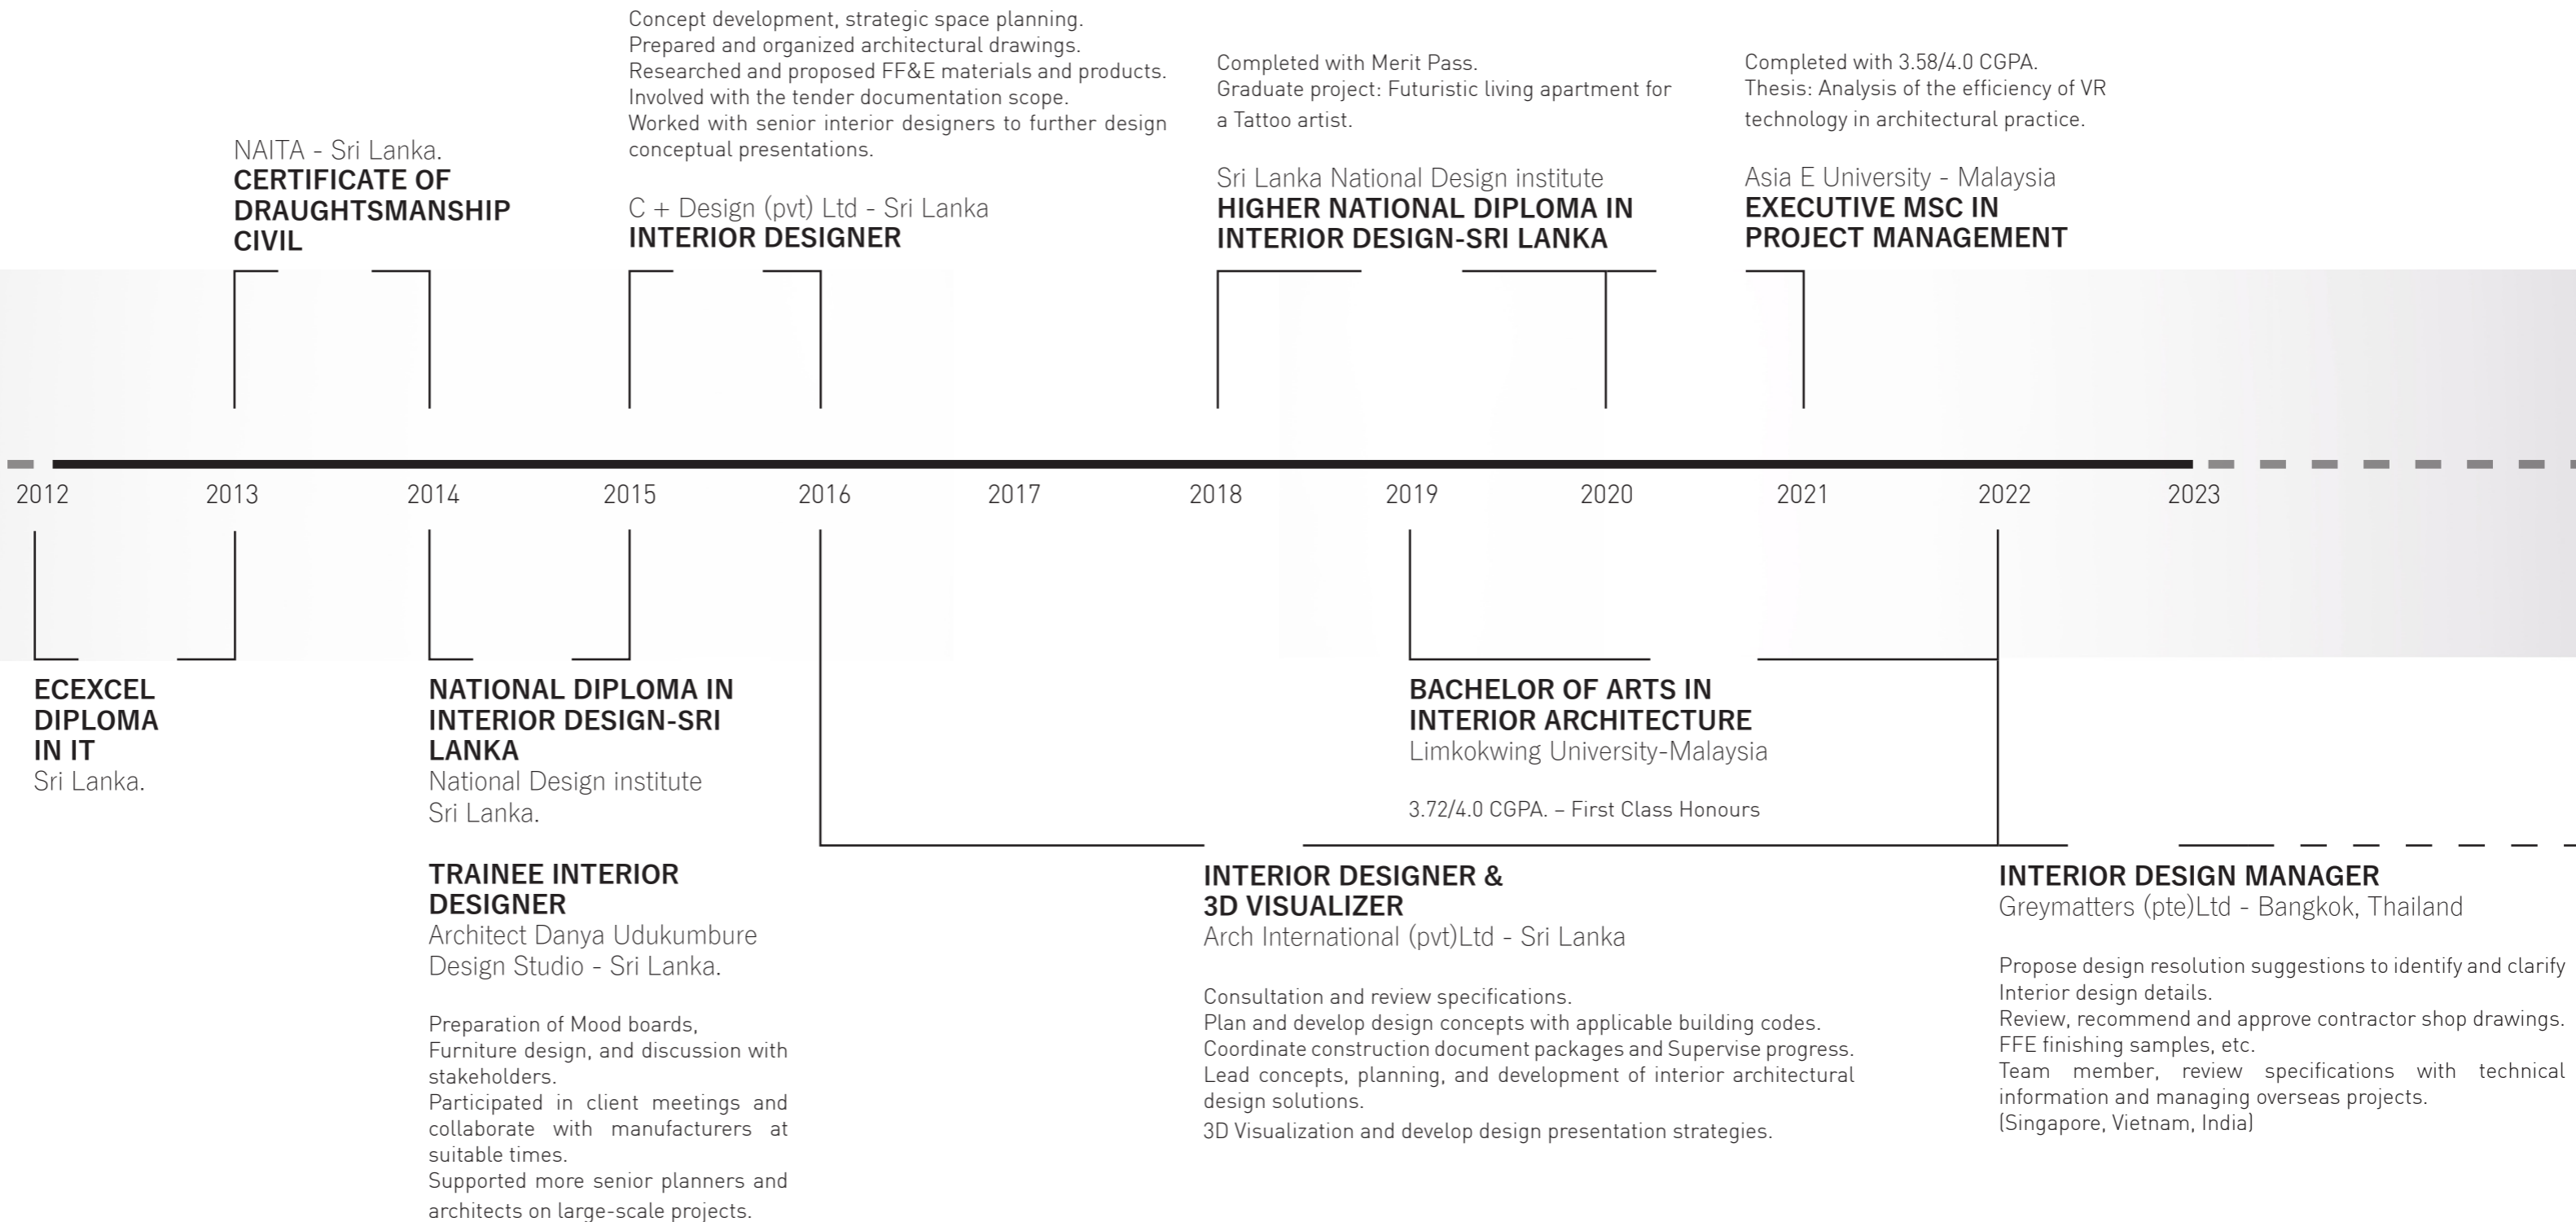 NAITA - Sri Lanka.
CERTIFICATE OF
DRAUGHTSMANSHIP
CIVIL
Concept development, strategic space planning.
Prepared and organized architectural drawings.
Researched and proposed FF&E materials and products.
Involved with the tender documentation scope.
Worked with senior interior designers to further design
conceptual presentations.
C + Design (pvt) Ltd - Sri Lanka
INTERIOR DESIGNER
Completed with Merit Pass.
Graduate project: Futuristic living apartment for
a Tattoo artist.
Sri Lanka National Design institute
HIGHER NATIONAL DIPLOMA IN
INTERIOR DESIGN-SRI LANKA
Completed with 3.58/4.0 CGPA.
Thesis: Analysis of the efficiency of VR
technology in architectural practice.
Asia E University - Malaysia
EXECUTIVE MSC IN
PROJECT MANAGEMENT
2012 2013 2014 2015 2016 2017 2018 2019 2020 2021 2022 2023
ECEXCEL
DIPLOMA
IN IT
Sri Lanka.
NATIONAL DIPLOMA IN
INTERIOR DESIGN-SRI
LANKA
National Design institute
Sri Lanka.
TRAINEE INTERIOR
DESIGNER
Architect Danya Udukumbure
Design Studio - Sri Lanka.
Preparation of Mood boards,
Furniture design, and discussion with
stakeholders.
Participated in client meetings and
collaborate with manufacturers at
suitable times.
Supported more senior planners and
architects on large-scale projects.
BACHELOR OF ARTS IN
INTERIOR ARCHITECTURE
Limkokwing University-Malaysia
3.72/4.0 CGPA. – First Class Honours
INTERIOR DESIGNER &
3D VISUALIZER
Arch International (pvt)Ltd - Sri Lanka
Consultation and review specifications.
Plan and develop design concepts with applicable building codes.
Coordinate construction document packages and Supervise progress.
Lead concepts, planning, and development of interior architectural
design solutions.
3D Visualization and develop design presentation strategies.
INTERIOR DESIGN MANAGER
Greymatters (pte)Ltd - Bangkok, Thailand
Propose design resolution suggestions to identify and clarify
Interior design details.
Review, recommend and approve contractor shop drawings.
FFE finishing samples, etc.
Team member, review specifications with technical
information and managing overseas projects.
(Singapore, Vietnam, India)